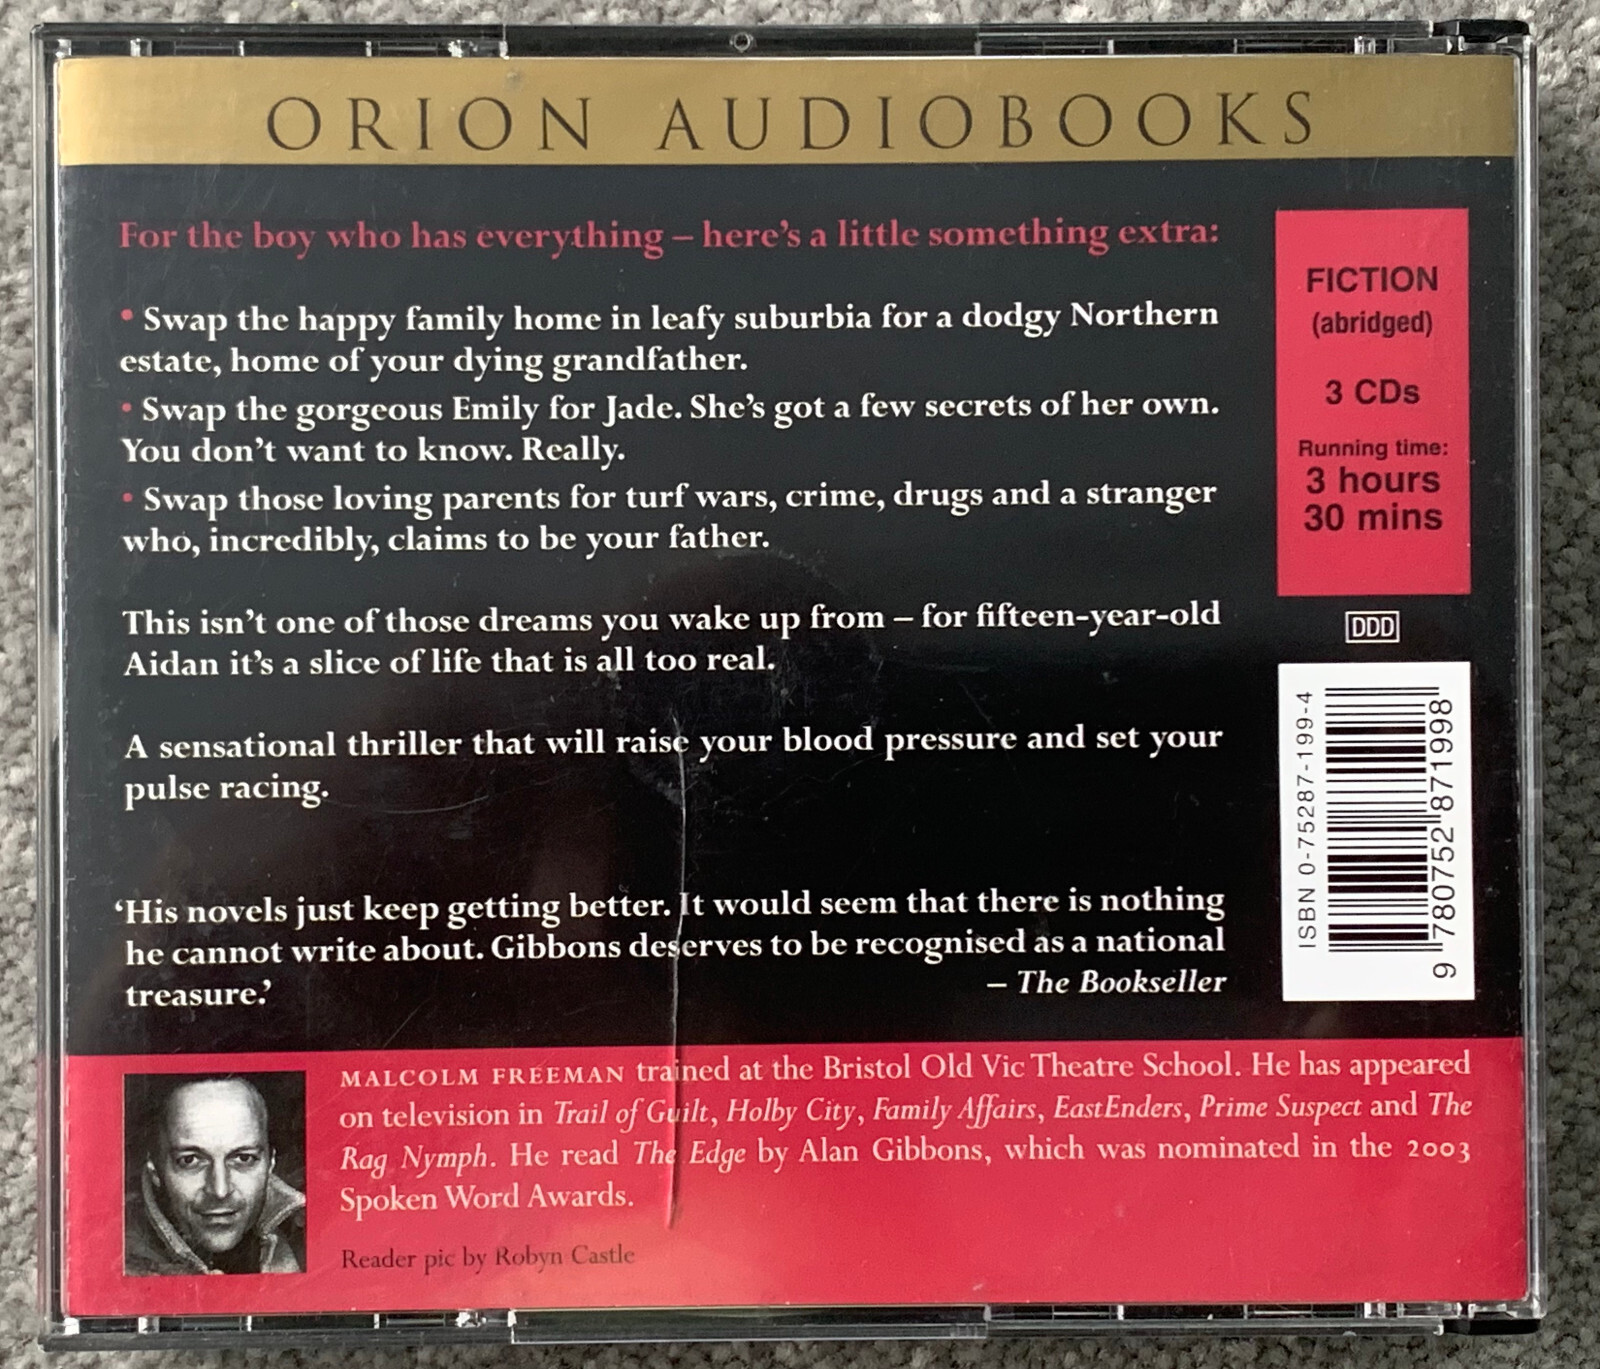 ORION AUDIOBOOKS
For the boy who has everything – here's a little something extra:
• Swap the happy family home in leafy suburbia for a dodgy Northern
estate, home of your dying grandfather.
• Swap the gorgeous Emily for Jade. She's got a few secrets of her own.
You don't want to know. Really.
• Swap those loving parents for turf wars, crime, drugs and a stranger
who, incredibly, claims to be your father.
This isn't one of those dreams you wake up from – for fifteen-year-old
Aidan it's a slice of life that is all too real.
A sensational thriller that will raise your blood pressure and set your
pulse racing.
'His novels just keep getting better. It would seem that there is nothing
he cannot write about. Gibbons deserves to be recognised as a national
treasure.'
– The Bookseller
FICTION
(abridged)
3 CDs
Running time:
3 hours
30 mins
DDD
ISBN 0-75287-199-4
9 780752 871998
MALCOLM FREEMAN trained at the Bristol Old Vic Theatre School. He has appeared
on television in Trail of Guilt, Holby City, Family Affairs, EastEnders, Prime Suspect and The
Rag Nymph. He read The Edge by Alan Gibbons, which was nominated in the 2003
Spoken Word Awards.
Reader pic by Robyn Castle